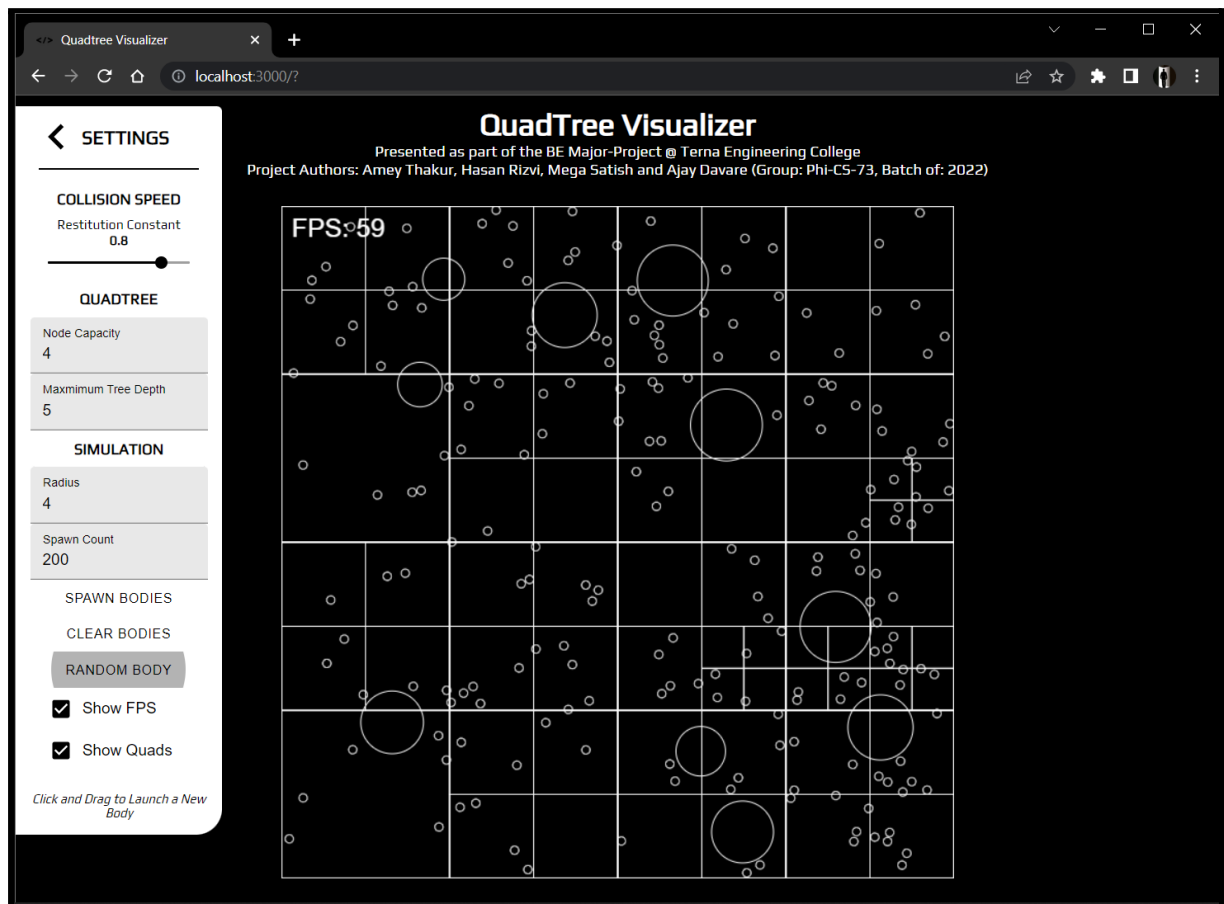 Quadtree Visualizer
localhost:3000/?
SETTINGS
COLLISION SPEED
Restitution Constant
0.8
QUADTREE
Node Capacity
4
Maxmimum Tree Depth
5
SIMULATION
Radius
4
Spawn Count
200
SPAWN BODIES
CLEAR BODIES
RANDOM BODY
Show FPS
Show Quads
Click and Drag to Launch a New
Body
QuadTree Visualizer
Presented as part of the BE Major-Project @ Terna Engineering College
Project Authors: Amey Thakur, Hasan Rizvi, Mega Satish and Ajay Davare (Group: Phi-CS-73, Batch of: 2022)
FPS: 59